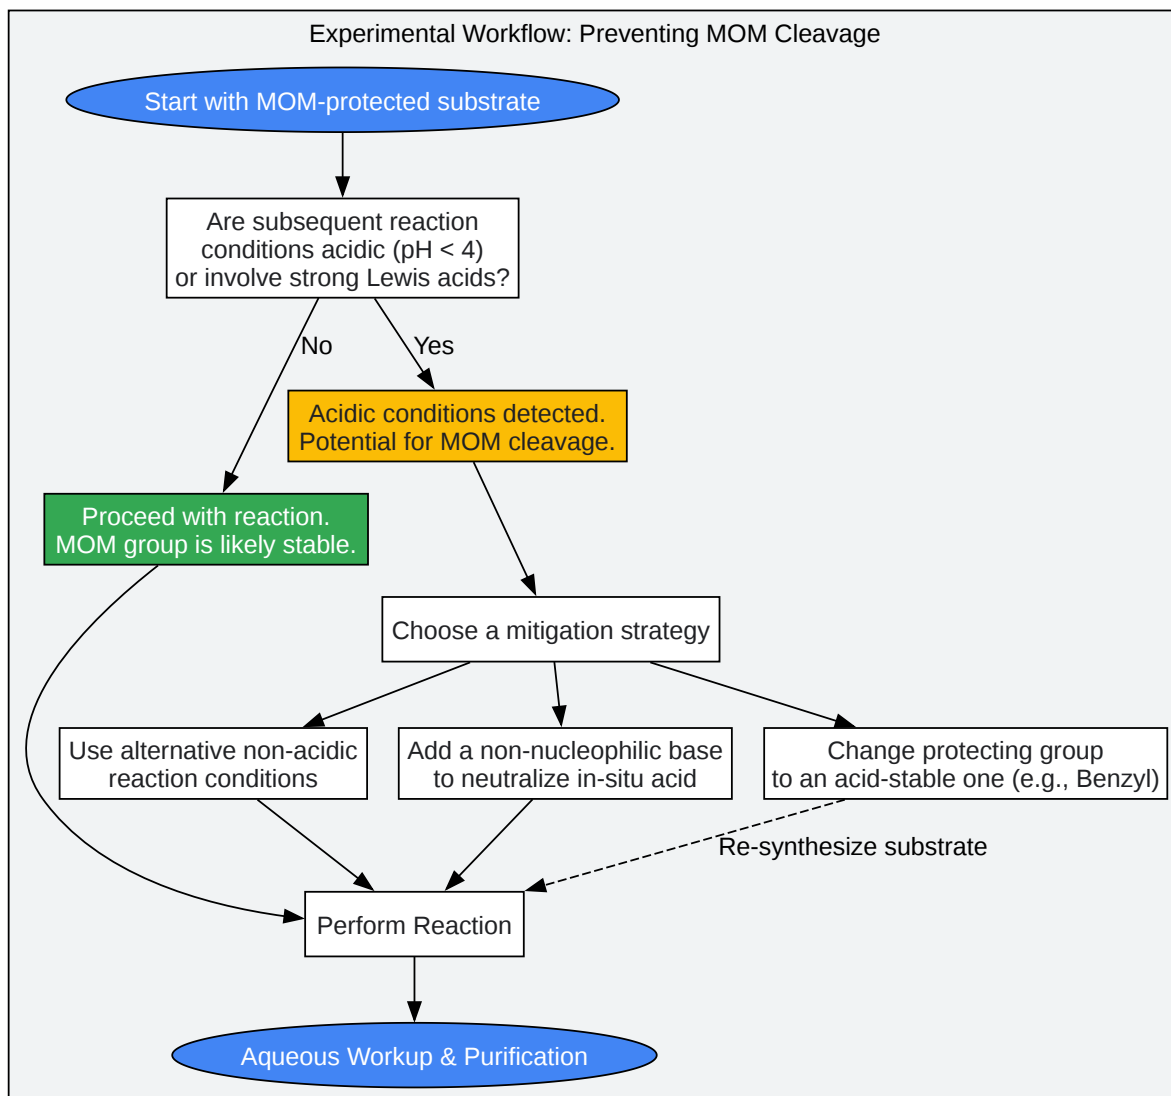 Experimental Workflow: Preventing MOM Cleavage
Start with MOM-protected substrate
Are subsequent reaction
conditions acidic (pH < 4)
or involve strong Lewis acids?
No
Yes
Acidic conditions detected.
Potential for MOM cleavage.
Proceed with reaction.
MOM group is likely stable.
Choose a mitigation strategy
Use alternative non-acidic
reaction conditions
Add a non-nucleophilic base
to neutralize in-situ acid
Change protecting group
to an acid-stable one (e.g., Benzyl)
Re-synthesize substrate
Perform Reaction
Aqueous Workup & Purification